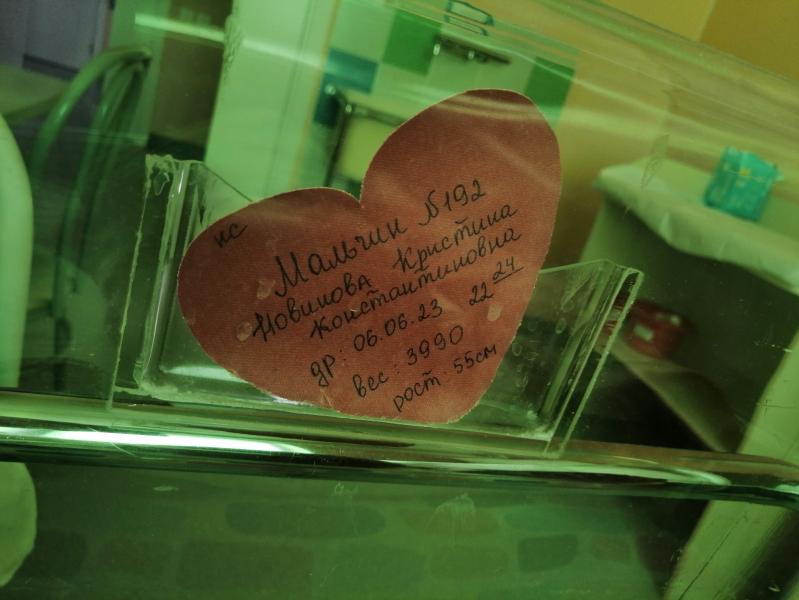 кс
Мальчик №192
Новикова Кристина
Константиновна
др: 06.06.23 22 24
вес: 3990
рост 55см